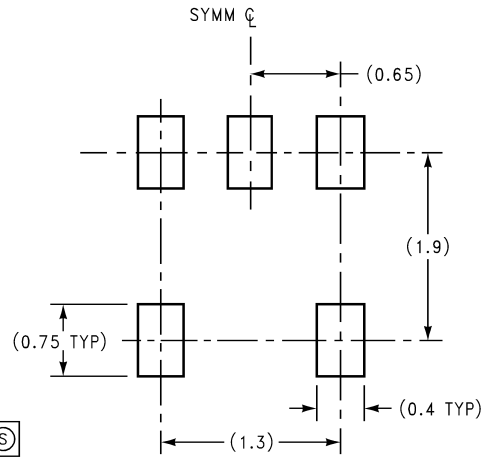 SYMM ℄
(0.65)
(1.9)
(0.75 TYP)
(0.4 TYP)
(1.3)
Ⓢ